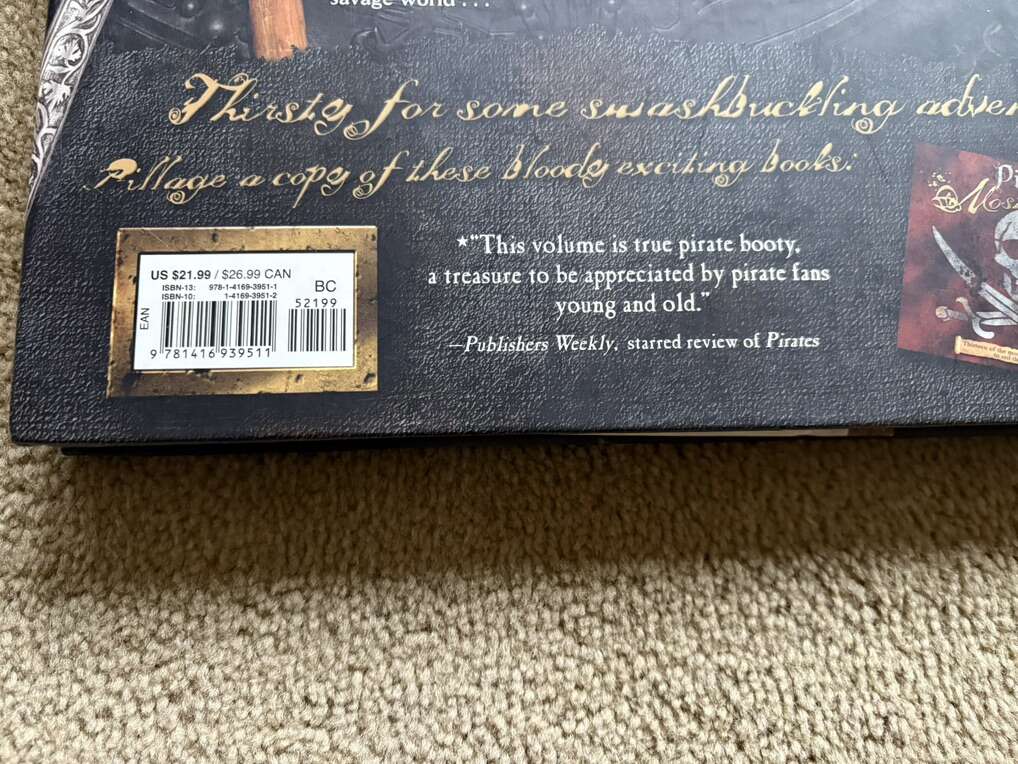 savage world . . .
Thirsty for some swashbuckling
Pillage a copy of these bloody exciting books:
US $21.99 / $26.99 CAN
ISBN-13: 978-1-4169-3951-1
ISBN-10: 1-4169-3951-2
BC
52199
EAN
9 781416 939511
★"This volume is true pirate booty,
a treasure to be appreciated by pirate fans
young and old."
—Publishers Weekly, starred review of Pirates